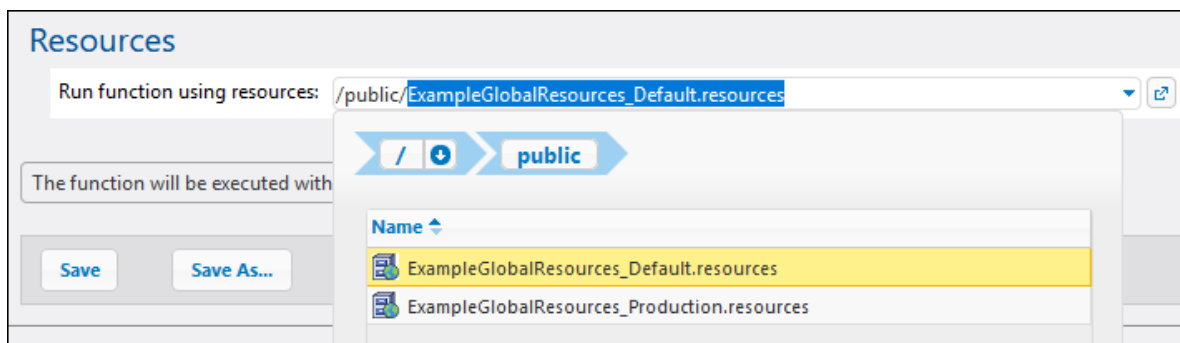 Resources
Run function using resources: /public/ExampleGlobalResources_Default.resources
/ public
The function will be executed with
Name
Save Save As...
ExampleGlobalResources_Default.resources
ExampleGlobalResources_Production.resources